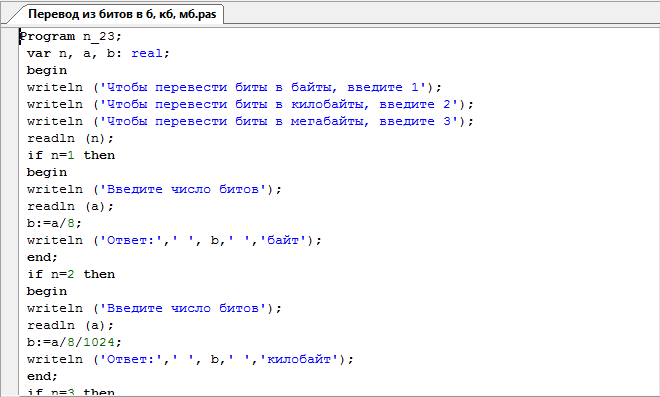 Перевод из битов в б, кб, мб.pas
Program n_23;
var n, a, b: real;
begin
writeln ('Чтобы перевести биты в байты, введите 1');
writeln ('Чтобы перевести биты в килобайты, введите 2');
writeln ('Чтобы перевести биты в мегабайты, введите 3');
readln (n);
if n=1 then
begin
writeln ('Введите число битов');
readln (a);
b:=a/8;
writeln ('Ответ:',' ', b,' ','байт');
end;
if n=2 then
begin
writeln ('Введите число битов');
readln (a);
b:=a/8/1024;
writeln ('Ответ:',' ', b,' ','килобайт');
end;
if n=3 then